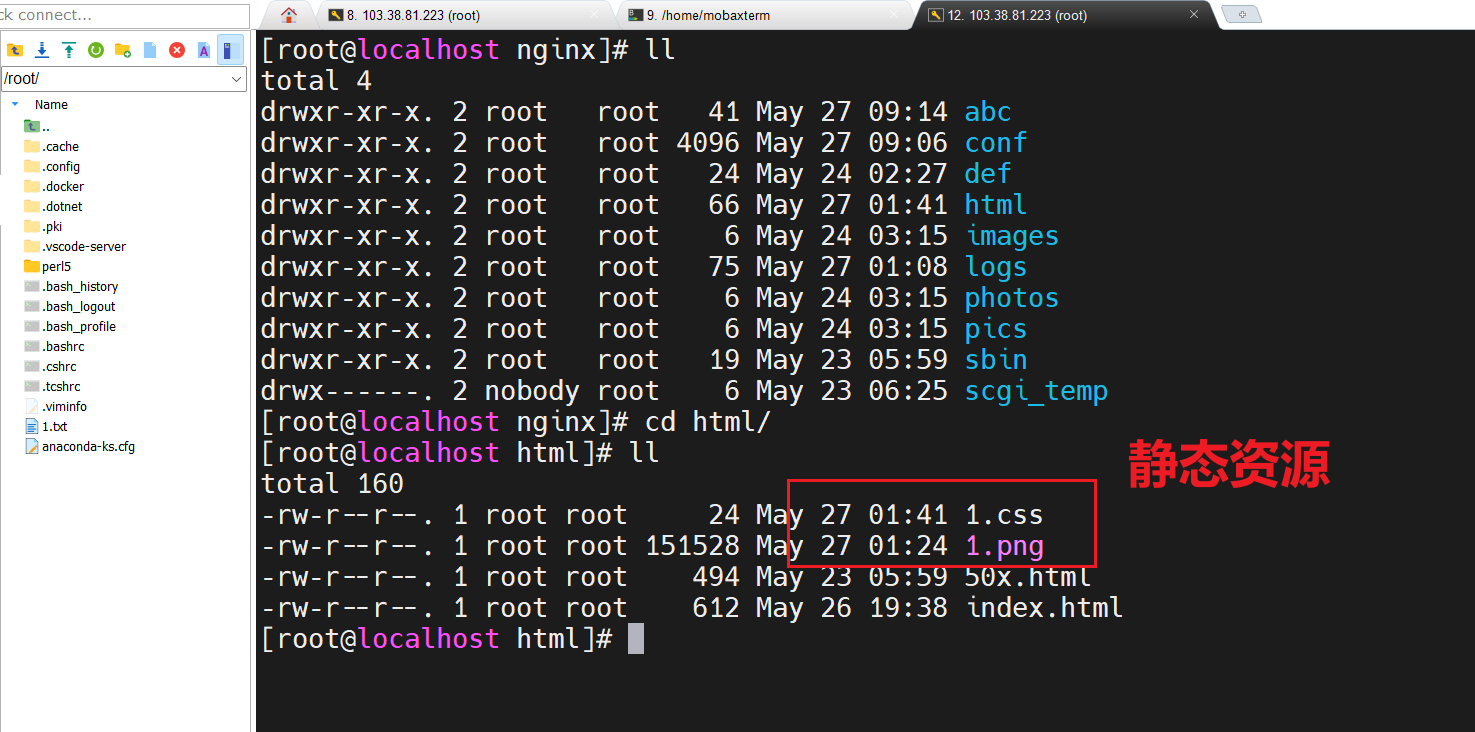 ck connect...
8. 103.38.81.223 (root)
9. /home/mobaxterm
12. 103.38.81.223 (root)
/root/
Name
..
.cache
.config
.docker
.dotnet
.pki
.vscode-server
perl5
.bash_history
.bash_logout
.bash_profile
.bashrc
.cshrc
.tcshrc
.viminfo
1.txt
anaconda-ks.cfg
[root@localhost nginx]# ll
total 4
drwxr-xr-x. 2 root   root   41 May 27 09:14 abc
drwxr-xr-x. 2 root   root 4096 May 27 09:06 conf
drwxr-xr-x. 2 root   root   24 May 24 02:27 def
drwxr-xr-x. 2 root   root   66 May 27 01:41 html
drwxr-xr-x. 2 root   root    6 May 24 03:15 images
drwxr-xr-x. 2 root   root   75 May 27 01:08 logs
drwxr-xr-x. 2 root   root    6 May 24 03:15 photos
drwxr-xr-x. 2 root   root    6 May 24 03:15 pics
drwxr-xr-x. 2 root   root   19 May 23 05:59 sbin
drwx------. 2 nobody root    6 May 23 06:25 scgi_temp
[root@localhost nginx]# cd html/
[root@localhost html]# ll
total 160
静态资源
-rw-r--r--. 1 root root     24 May 27 01:41 1.css
-rw-r--r--. 1 root root 151528 May 27 01:24 1.png
-rw-r--r--. 1 root root    494 May 23 05:59 50x.html
-rw-r--r--. 1 root root    612 May 26 19:38 index.html
[root@localhost html]#